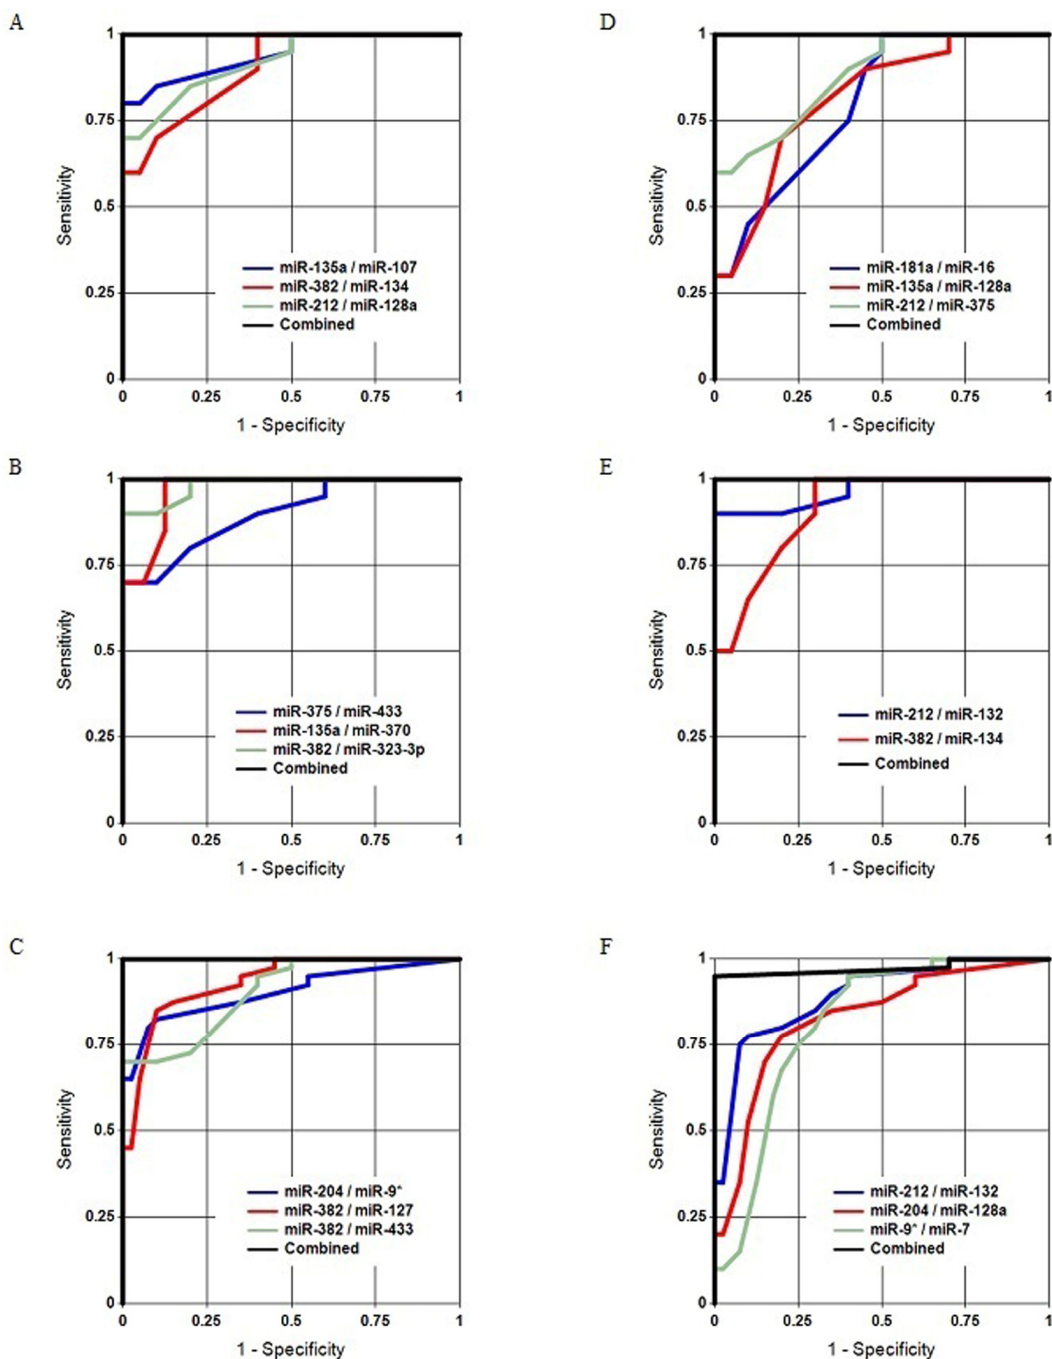 A
1
0.75
0.5
0.25
0
Sensitivity
miR-135a / miR-107
miR-382 / miR-134
miR-212 / miR-128a
Combined
0 0.25 0.5 0.75 1
1 - Specificity
D
1
0.75
0.5
0.25
0
Sensitivity
miR-181a / miR-16
miR-135a / miR-128a
miR-212 / miR-375
Combined
0 0.25 0.5 0.75 1
1 - Specificity
B
1
0.75
0.5
0.25
0
Sensitivity
miR-375 / miR-433
miR-135a / miR-370
miR-382 / miR-323-3p
Combined
0 0.25 0.5 0.75 1
1 - Specificity
E
1
0.75
0.5
0.25
0
Sensitivity
miR-212 / miR-132
miR-382 / miR-134
Combined
0 0.25 0.5 0.75 1
1 - Specificity
C
1
0.75
0.5
0.25
0
Sensitivity
miR-204 / miR-9*
miR-382 / miR-127
miR-382 / miR-433
Combined
0 0.25 0.5 0.75 1
1 - Specificity
F
1
0.75
0.5
0.25
0
Sensitivity
miR-212 / miR-132
miR-204 / miR-128a
miR-9* / miR-7
Combined
0 0.25 0.5 0.75 1
1 - Specificity